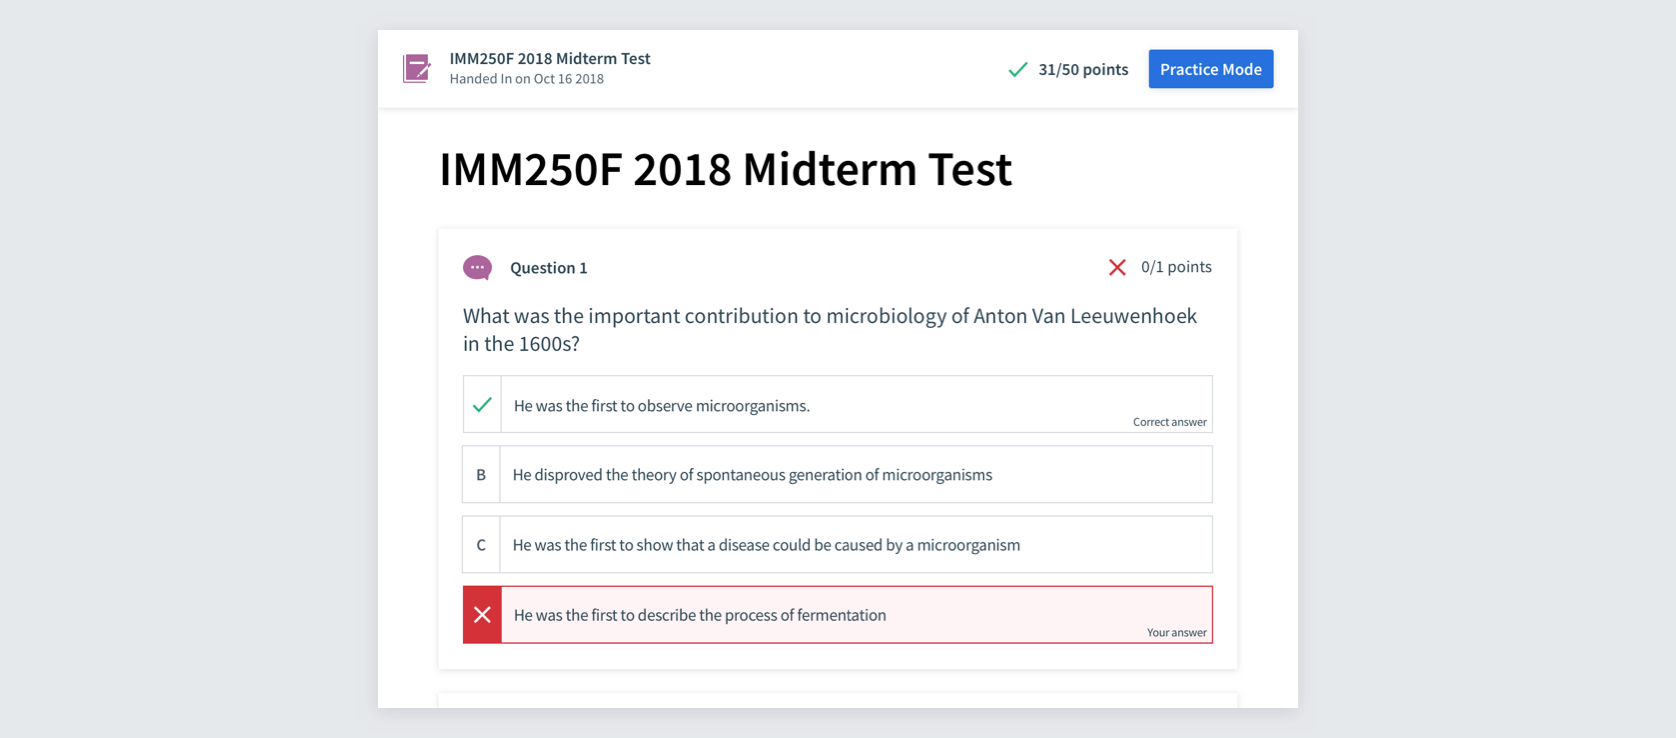 IMM250F 2018 Midterm Test
Handed In on Oct 16 2018
31/50 points
Practice Mode
IMM250F 2018 Midterm Test
Question 1
0/1 points
What was the important contribution to microbiology of Anton Van Leeuwenhoek
in the 1600s?
He was the first to observe microorganisms.
Correct answer
B
He disproved the theory of spontaneous generation of microorganisms
C
He was the first to show that a disease could be caused by a microorganism
He was the first to describe the process of fermentation
Your answer